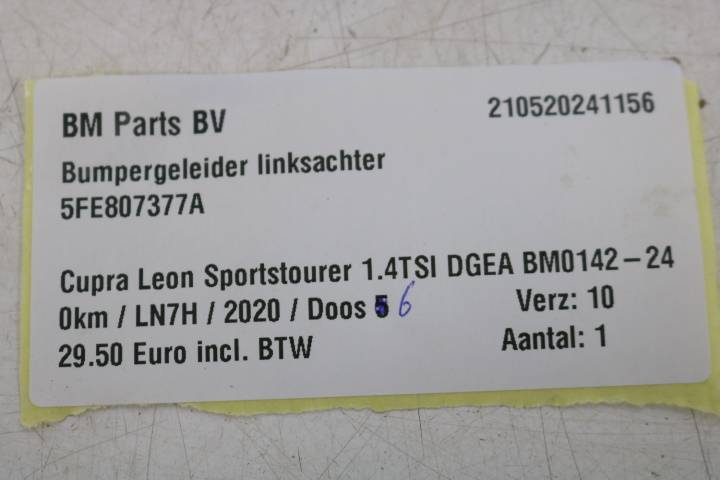 BM Parts BV 210520241156
Bumpergeleider linksachter
5FE807377A
Cupra Leon Sportstourer 1.4TSI DGEA BM0142-24
0km / LN7H / 2020 / Doos 5 6 Verz: 10
29.50 Euro incl. BTW Aantal: 1